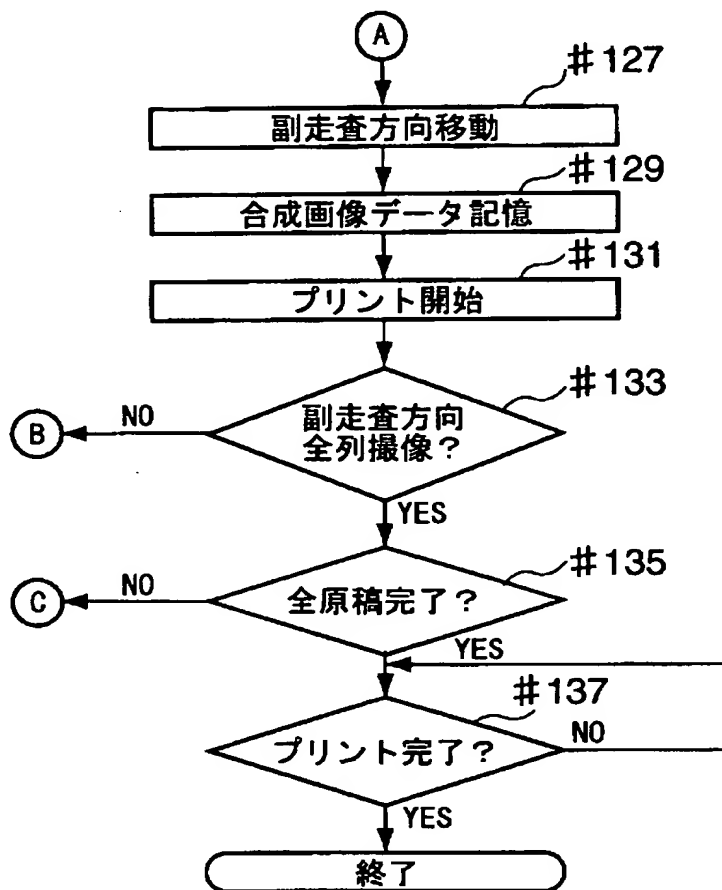 A
#127
副走査方向移動
#129
合成画像データ記憶
#131
プリント開始
#133
副走査方向
全列撮像?
NO
B
YES
#135
全原稿完了?
NO
C
YES
#137
プリント完了?
NO
YES
終了